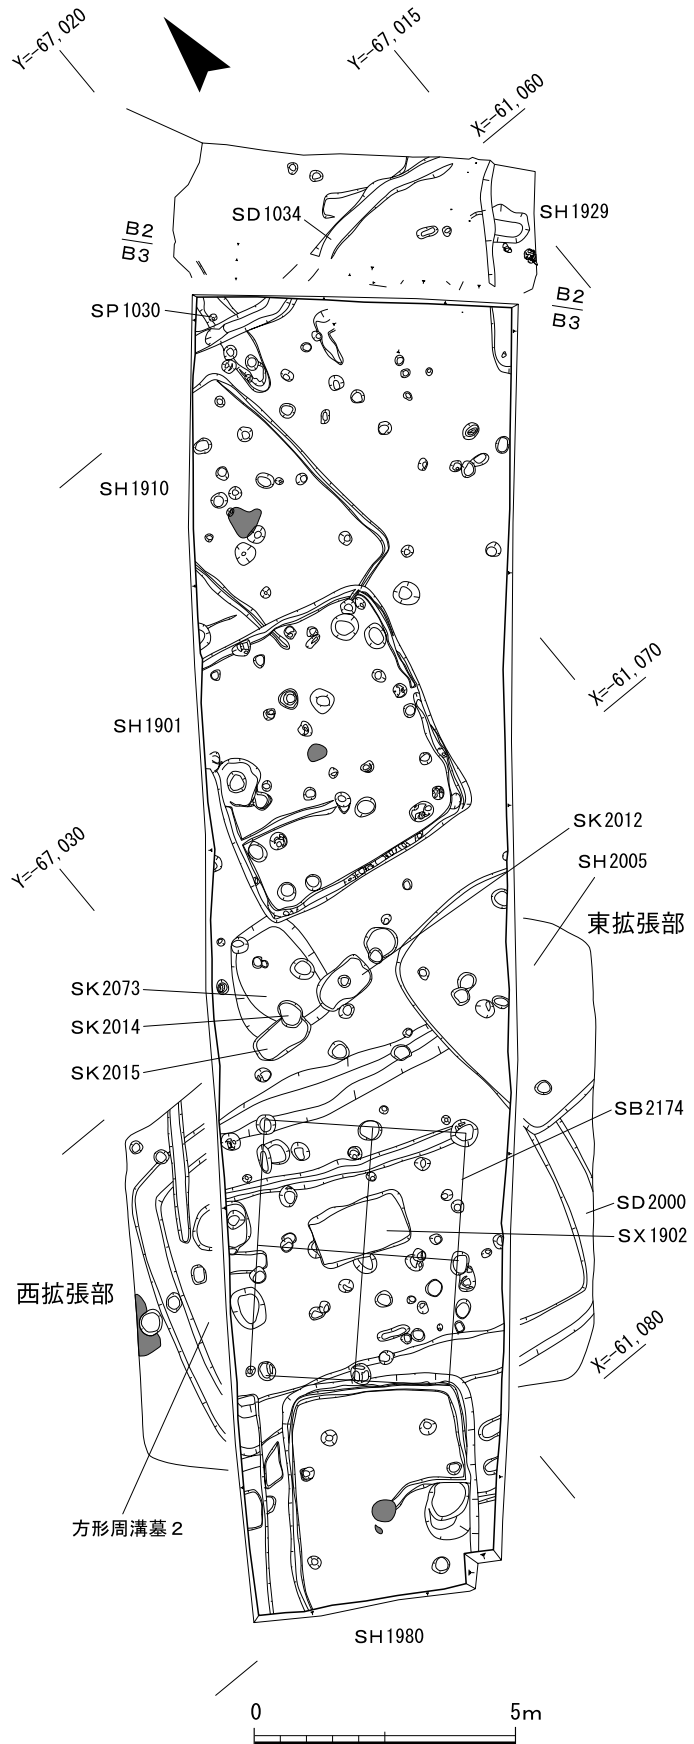 Y=-67,020
Y=-67,015
X=-61,060
SD1034
SH1929
B2
B3
B2
B3
SP1030
SH1910
X=-61,070
SH1901
SK2012
Y=-67,030
SH2005
東拡張部
SK2073
SK2014
SK2015
SB2174
SD2000
SX1902
西拡張部
X=-61,080
方形周溝墓2
SH1980
0 5m